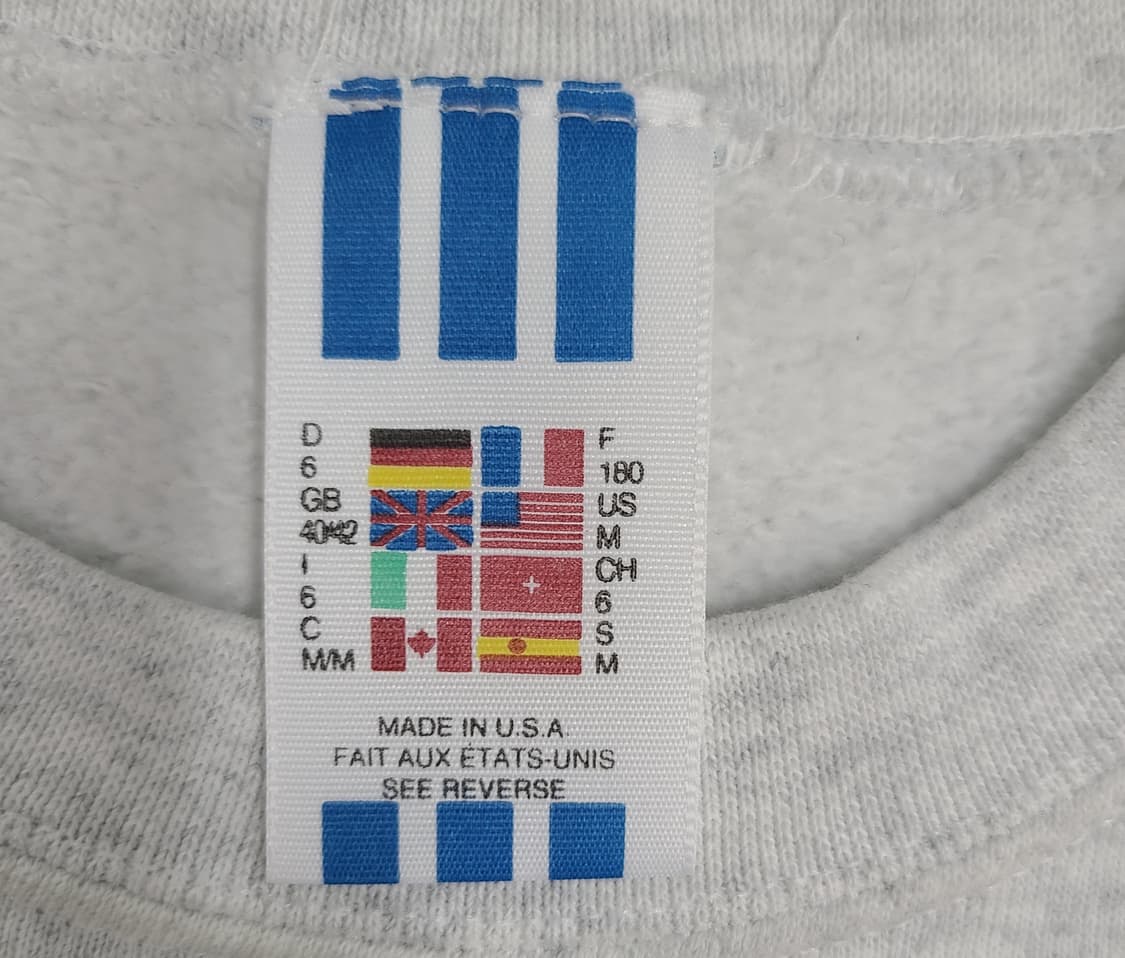 D F
6 180
GB US
40/42 M
I CH
6 6
C S
M/M M
MADE IN U.S.A.
FAIT AUX ÉTATS-UNIS
SEE REVERSE